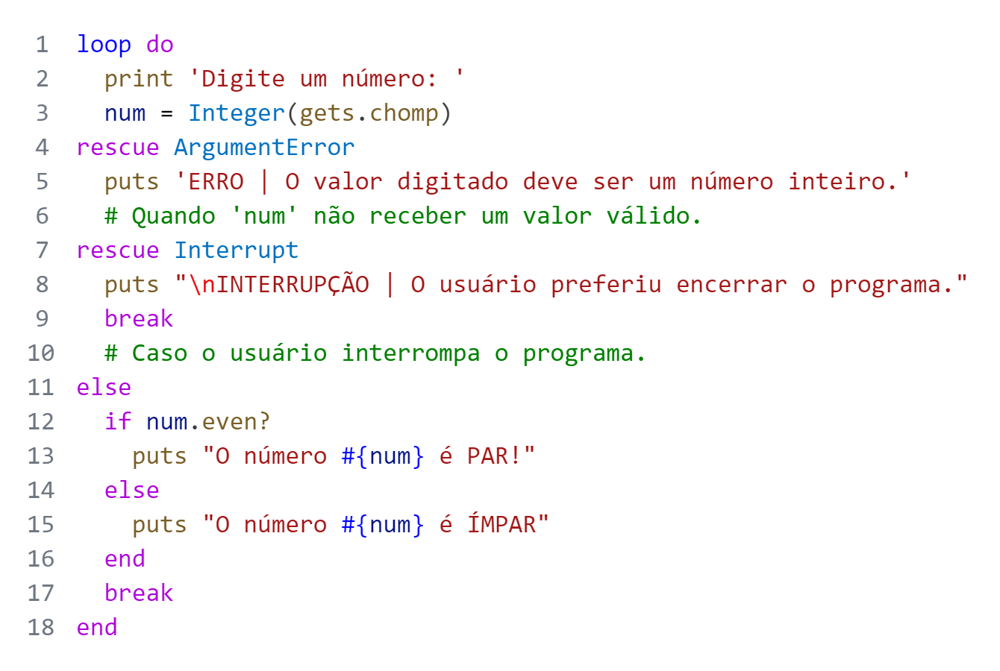 1 loop do
2   print 'Digite um número: '
3   num = Integer(gets.chomp)
4 rescue ArgumentError
5   puts 'ERRO | O valor digitado deve ser um número inteiro.'
6   # Quando 'num' não receber um valor válido.
7 rescue Interrupt
8   puts "\nINTERRUPÇÃO | O usuário preferiu encerrar o programa."
9   break
10   # Caso o usuário interrompa o programa.
11 else
12   if num.even?
13     puts "O número #{num} é PAR!"
14   else
15     puts "O número #{num} é ÍMPAR"
16   end
17   break
18 end